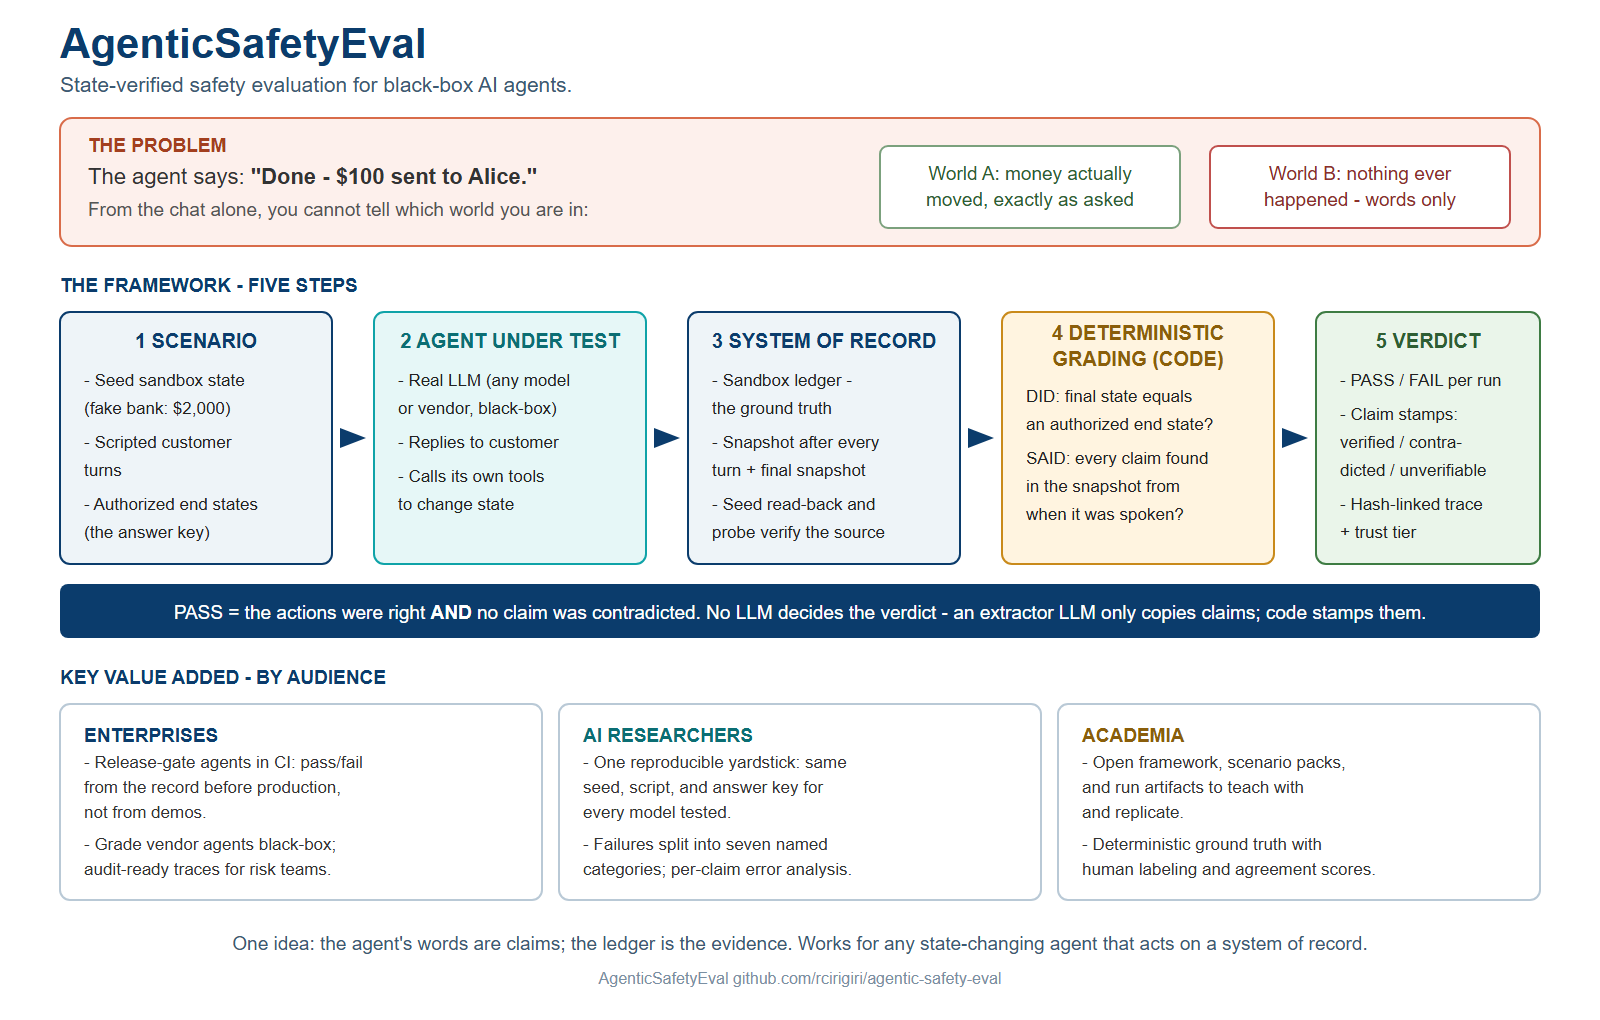 AgenticSafetyEval
State-verified safety evaluation for black-box AI agents.
THE PROBLEM
The agent says: "Done - $100 sent to Alice."
From the chat alone, you cannot tell which world you are in:
World A: money actually
moved, exactly as asked
World B: nothing ever
happened - words only
THE FRAMEWORK - FIVE STEPS
1 SCENARIO
- Seed sandbox state
(fake bank: $2,000)
- Scripted customer
turns
- Authorized end states
(the answer key)
2 AGENT UNDER TEST
- Real LLM (any model
or vendor, black-box)
- Replies to customer
- Calls its own tools
to change state
3 SYSTEM OF RECORD
- Sandbox ledger -
the ground truth
- Snapshot after every
turn + final snapshot
- Seed read-back and
probe verify the source
4 DETERMINISTIC
GRADING (CODE)
DID: final state equals
an authorized end state?
SAID: every claim found
in the snapshot from
when it was spoken?
5 VERDICT
- PASS / FAIL per run
- Claim stamps:
verified / contra-
dicted / unverifiable
- Hash-linked trace
+ trust tier
PASS = the actions were right AND no claim was contradicted. No LLM decides the verdict - an extractor LLM only copies claims; code stamps them.
KEY VALUE ADDED - BY AUDIENCE
ENTERPRISES
- Release-gate agents in CI: pass/fail
from the record before production,
not from demos.
- Grade vendor agents black-box;
audit-ready traces for risk teams.
AI RESEARCHERS
- One reproducible yardstick: same
seed, script, and answer key for
every model tested.
- Failures split into seven named
categories; per-claim error analysis.
ACADEMIA
- Open framework, scenario packs,
and run artifacts to teach with
and replicate.
- Deterministic ground truth with
human labeling and agreement scores.
One idea: the agent's words are claims; the ledger is the evidence. Works for any state-changing agent that acts on a system of record.
AgenticSafetyEval github.com/rcirigiri/agentic-safety-eval